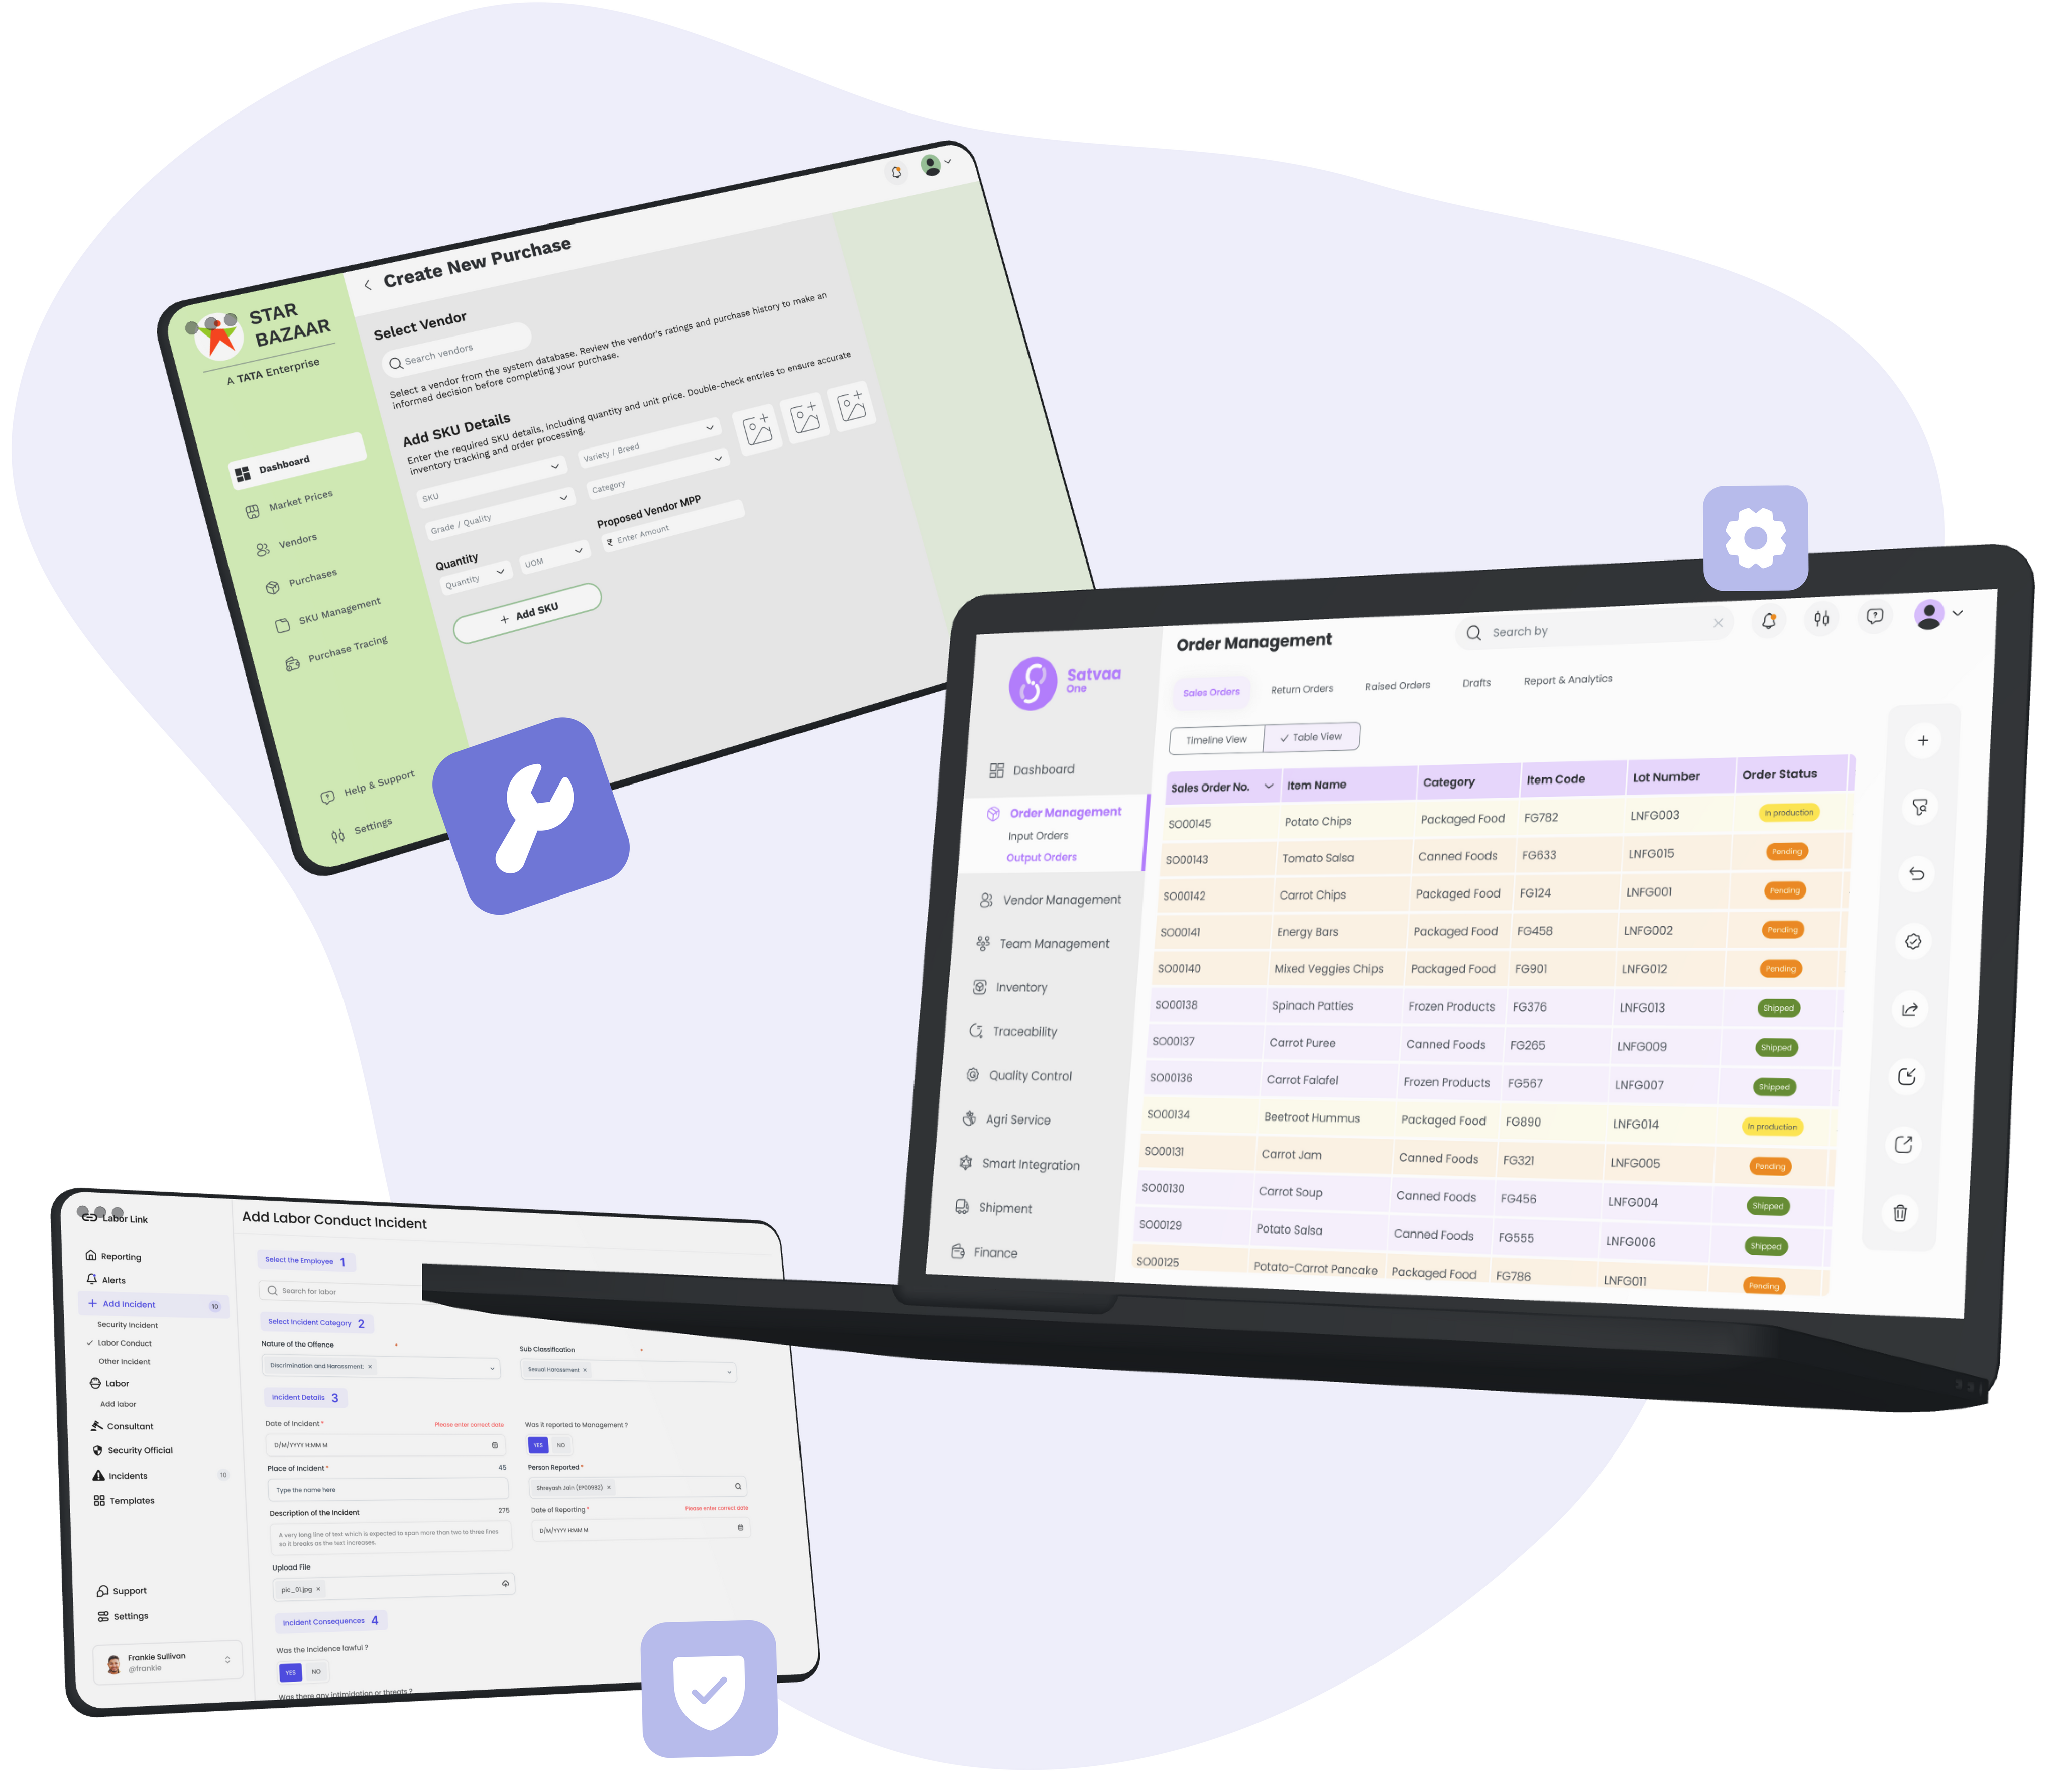 STAR
BAZAAR
A TATA Enterprise
Dashboard
Market Prices
Vendors
Purchases
SKU Management
Purchase Tracing
Help & Support
Settings
Create New Purchase
Select Vendor
Search vendors
Select a vendor from the system database. Review the vendor's ratings and purchase history to make an
informed decision before completing your purchase.
Add SKU Details
Enter the required SKU details, including quantity and unit price. Double-check entries to ensure accurate
inventory tracking and order processing.
SKU
Variety / Breed
Grade / Quality
Category
Quantity
Proposed Vendor MPP
Quantity
UOM
₹ Enter Amount
+ Add SKU
Satvaa
One
Dashboard
Order Management
Input Orders
Output Orders
Vendor Management
Team Management
Inventory
Traceability
Quality Control
Agri Service
Smart Integration
Shipment
Finance
Order Management
Search by
Sales Orders Return Orders Raised Orders Drafts Report & Analytics
Timeline View Table View
Sales Order No. Item Name Category Item Code Lot Number Order Status
SO00145 Potato Chips Packaged Food FG782 LNFG003 In production
SO00143 Tomato Salsa Canned Foods FG633 LNFG015 Pending
SO00142 Carrot Chips Packaged Food FG124 LNFG001 Pending
SO00141 Energy Bars Packaged Food FG458 LNFG002 Pending
SO00140 Mixed Veggies Chips Packaged Food FG901 LNFG012 Pending
SO00138 Spinach Patties Frozen Products FG376 LNFG013 Shipped
SO00137 Carrot Puree Canned Foods FG265 LNFG009 Shipped
SO00136 Carrot Falafel Frozen Products FG567 LNFG007 Shipped
SO00134 Beetroot Hummus Packaged Food FG890 LNFG014 In production
SO00131 Carrot Jam Canned Foods FG321 LNFG005 Pending
SO00130 Carrot Soup Canned Foods FG456 LNFG004 Shipped
SO00129 Potato Salsa Canned Foods FG555 LNFG006 Shipped
SO00125 Potato-Carrot Pancake Packaged Food FG786 LNFG011 Pending
Labor Link
Reporting
Alerts
+ Add Incident 10
Security Incident
Labor Conduct
Other Incident
Labor
Add labor
Consultant
Security Official
Incidents 10
Templates
Support
Settings
Frankie Sullivan
@frankie
Add Labor Conduct Incident
Select the Employee 1
Search for labor
Select Incident Category 2
Nature of the Offence *
Sub Classification *
Discrimination and Harassment: ×
Sexual Harassment ×
Incident Details 3
Date of Incident * Please enter correct date
Was it reported to Management ?
D/M/YYYY H:MM M
YES NO
Place of Incident * 45
Person Reported *
Type the name here
Shreyash Jain (EP00982) ×
Description of the Incident 275
Date of Reporting * Please enter correct date
A very long line of text which is expected to span more than two to three lines
so it breaks as the text increases.
D/M/YYYY H:MM M
Upload File
pic_01.jpg ×
Incident Consequences 4
Was the Incidence lawful ?
YES NO
Was there any intimidation or threats ?